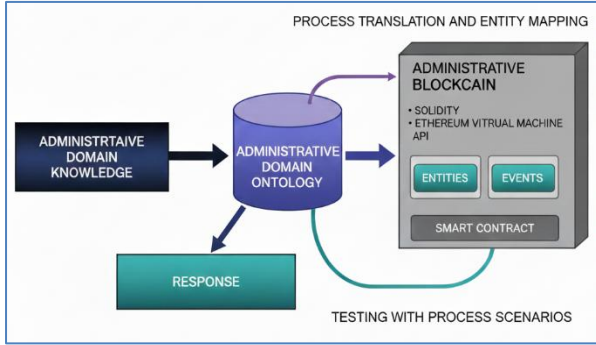 PROCESS TRANSLATION AND ENTITY MAPPING
ADMINISTRTAIVE
DOMAIN
KNOWLEDGE
ADMINISTRATIVE
DOMAIN
ONTOLOGY
ADMINISTRATIVE
BLOCKCAIN
• SOLIDITY
• ETHEREUM VITRUAL MACHINE
API
ENTITIES
EVENTS
SMART CONTRACT
RESPONSE
TESTING WITH PROCESS SCENARIOS